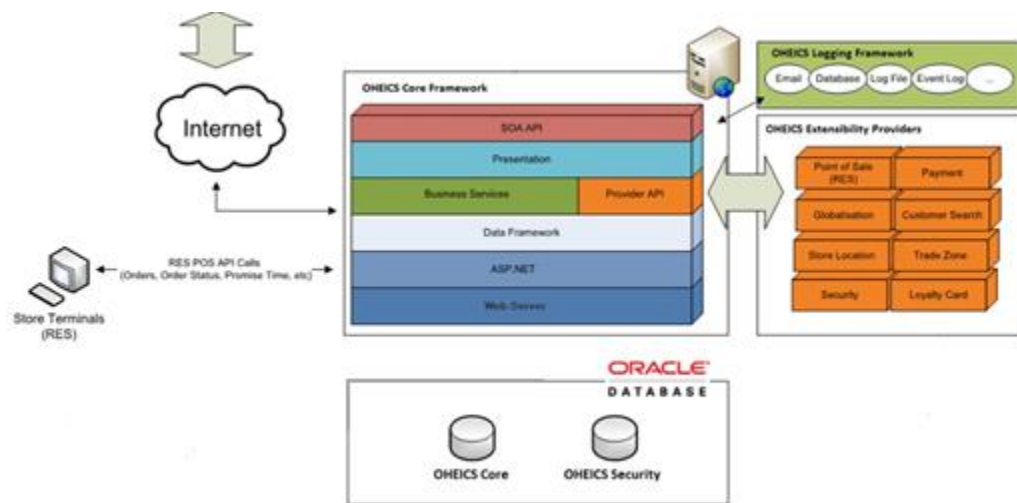 OHEICS Logging Framework
Email Database Log File Event Log ...
OHEICS Core Framework
SOA API
Presentation
Business Services Provider API
Data Framework
ASP.NET
Web Server
Internet
RES POS API Calls
(Orders, Order Status, Promise Time, etc)
Store Terminals
(RES)
OHEICS Extensibility Providers
Point of Sale
(RES)
Payment
Globalisation Customer Search
Store Location Trade Zone
Security Loyalty Card
ORACLE
DATABASE
OHEICS Core OHEICS Security